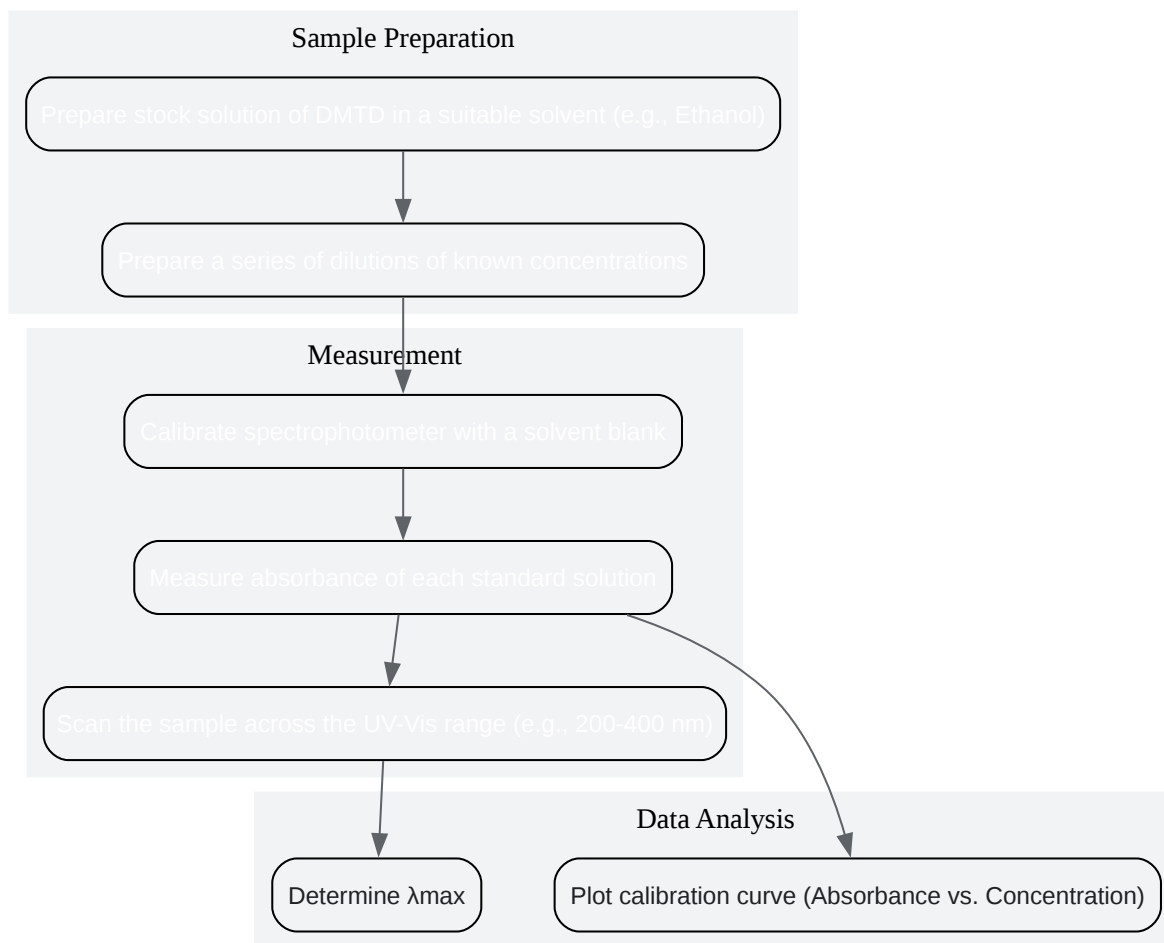 Sample Preparation
Prepare stock solution of DMTD in a suitable solvent (e.g., Ethanol)
Prepare a series of dilutions of known concentrations
Measurement
Calibrate spectrophotometer with a solvent blank
Measure absorbance of each standard solution
Scan the sample across the UV-Vis range (e.g., 200-400 nm)
Data Analysis
Determine λmax
Plot calibration curve (Absorbance vs. Concentration)